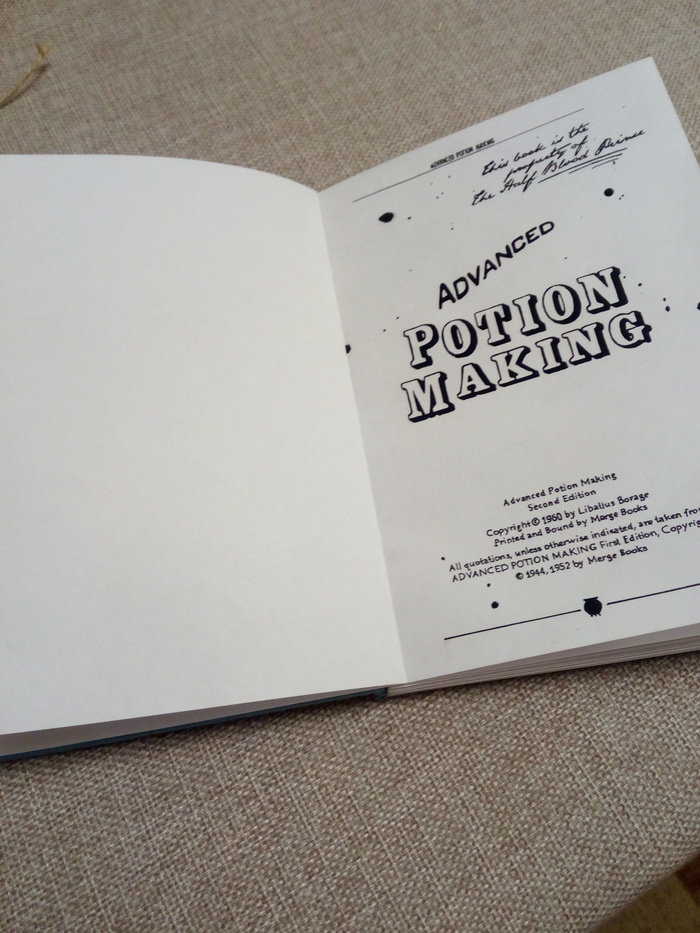 ADVANCED POTION MAKING
this book is the
property of
the Half Blood Prince
ADVANCED
POTION
MAKING
Advanced Potion Making
Second Edition
Copyright © 1960 by Libatius Borage
Printed and Bound by Merge Books
All quotations, unless otherwise indicated, are taken from
ADVANCED POTION MAKING First Edition, Copyrig
© 1944, 1952 by Merge Books